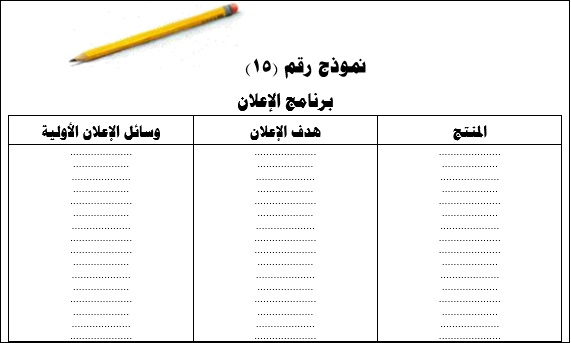 نموذج رقم (١٥)
برنامج الإعلان
المنتج هدف الإعلان وسائل الإعلان الأولية